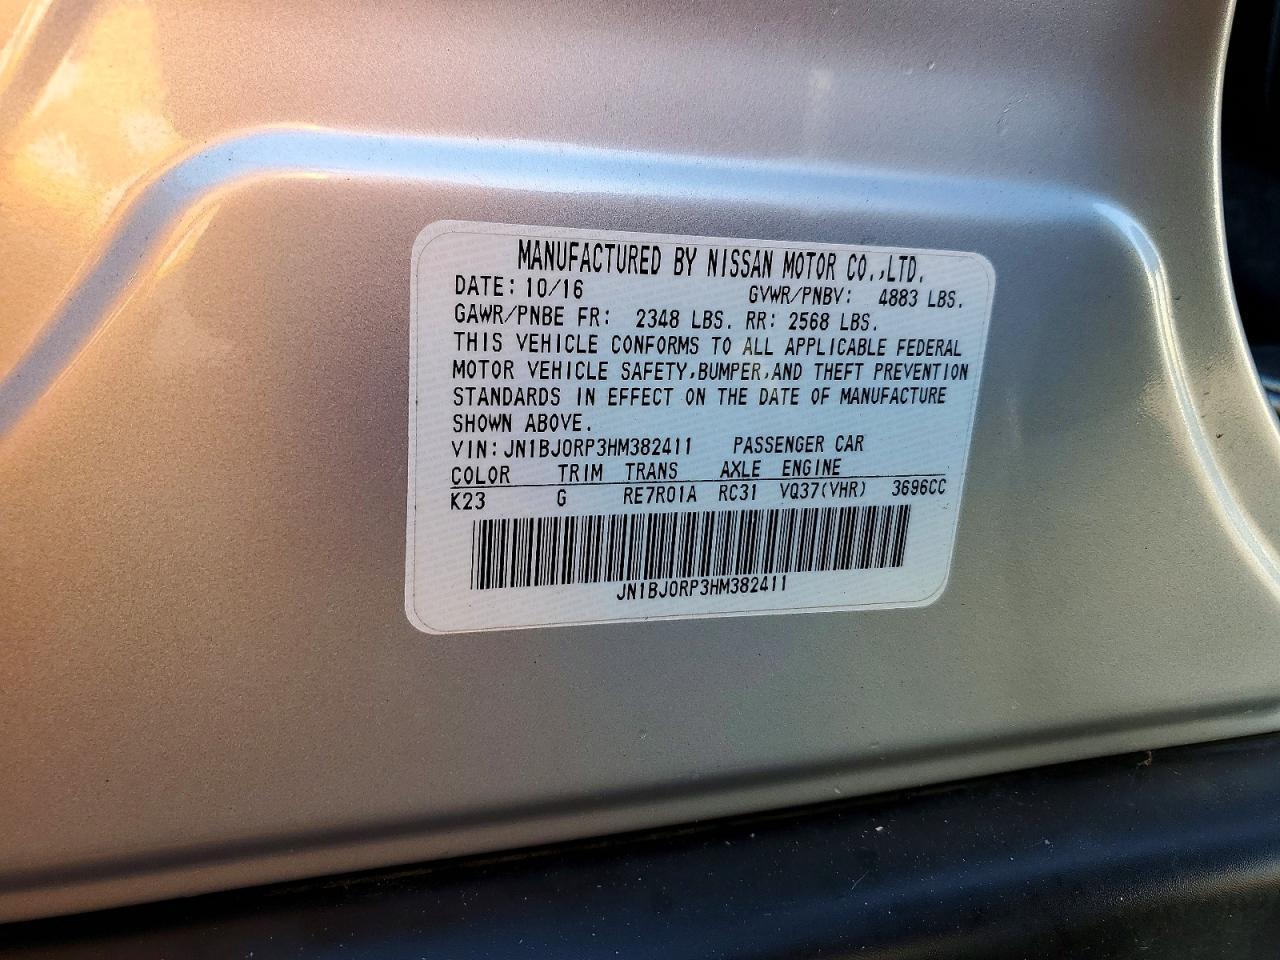 MANUFACTURED BY NISSAN MOTOR CO.,LTD.
DATE: 10/16 GVWR/PNBV: 4883 LBS.
GAWR/PNBE FR: 2348 LBS. RR: 2568 LBS.
THIS VEHICLE CONFORMS TO ALL APPLICABLE FEDERAL
MOTOR VEHICLE SAFETY,BUMPER,AND THEFT PREVENTION
STANDARDS IN EFFECT ON THE DATE OF MANUFACTURE
SHOWN ABOVE.
VIN: JN1BJ0RP3HM382411 PASSENGER CAR
COLOR TRIM TRANS AXLE ENGINE
K23 G RE7R01A RC31 VQ37(VHR) 3696CC
JN1BJ0RP3HM382411